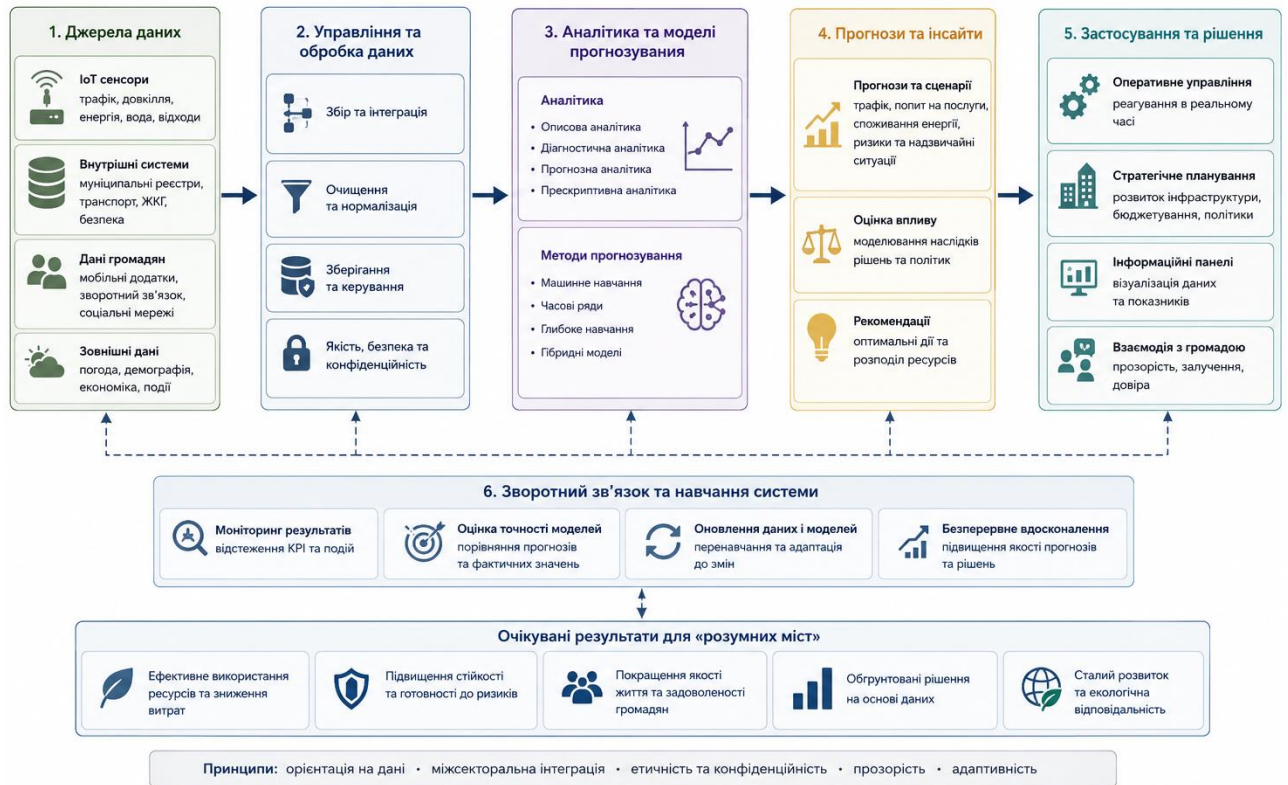 1. Джерела даних
IoT сенсори
трафік, довкілля,
енергія, вода, відходи
Внутрішні системи
муніципальні реєстри,
транспорт, ЖКГ,
безпека
Дані громадян
мобільні додатки,
зворотний зв'язок,
соціальні мережі
Зовнішні дані
погода, демографія,
економіка, події
2. Управління та
обробка даних
Збір та інтеграція
Очищення
та нормалізація
Зберігання
та керування
Якість, безпека та
конфіденційність
3. Аналітика та моделі
прогнозування
Аналітика
• Описова аналітика
• Діагностична аналітика
• Прогнозна аналітика
• Прескриптивна аналітика
Методи прогнозування
• Машинне навчання
• Часові ряди
• Глибоке навчання
• Гібридні моделі
4. Прогнози та інсайти
Прогнози та сценарії
трафік, попит на послуги,
споживання енергії,
ризики та надзвичайні
ситуації
Оцінка впливу
моделювання наслідків
рішень та політик
Рекомендації
оптимальні дії та
розподіл ресурсів
5. Застосування та рішення
Оперативне управління
реагування в реальному
часі
Стратегічне планування
розвиток інфраструктури,
бюджетування, політики
Інформаційні панелі
візуалізація даних
та показників
Взаємодія з громадою
прозорість, залучення,
довіра
6. Зворотний зв'язок та навчання системи
Моніторинг результатів
відстеження KPI та подій
Оцінка точності моделей
порівняння прогнозів
та фактичних значень
Оновлення даних і моделей
перенавчання та адаптація
до змін
Безперервне вдосконалення
підвищення якості прогнозів
та рішень
Очікувані результати для «розумних міст»
Ефективне використання
ресурсів та зниження
витрат
Підвищення стійкості
та готовності до ризиків
Покращення якості
життя та задоволеності
громадян
Обґрунтовані рішення
на основі даних
Сталий розвиток
та екологічна
відповідальність
Принципи: орієнтація на дані • міжсекторальна інтеграція • етичність та конфіденційність • прозорість • адаптивність